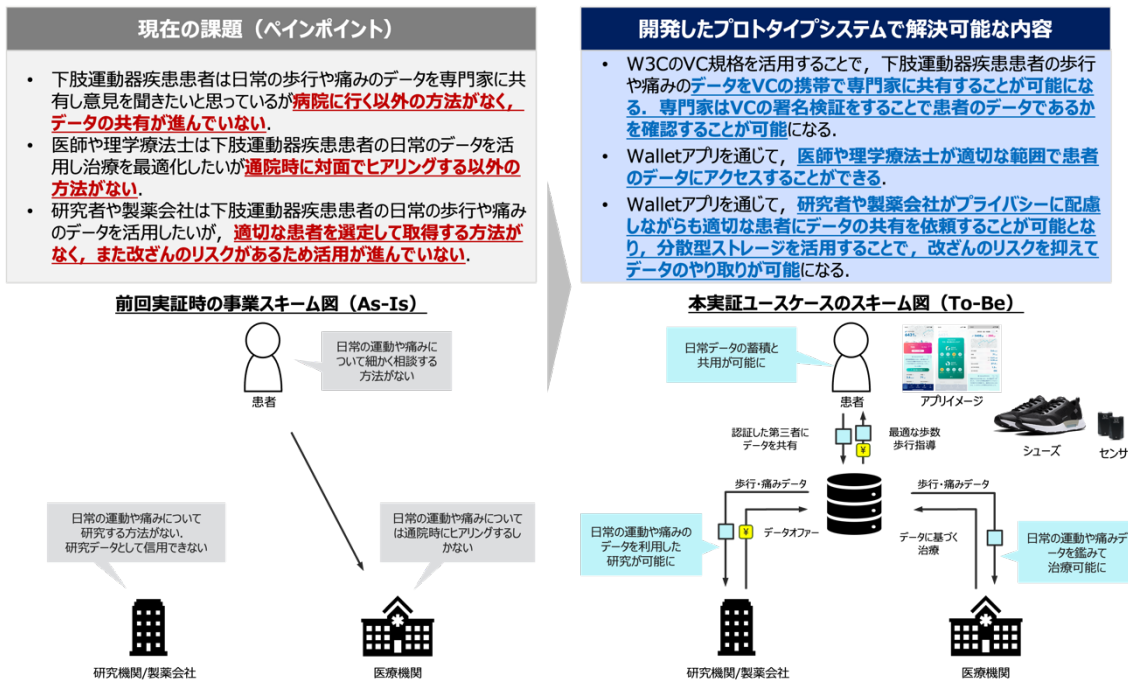 現在の課題（ペインポイント）
• 下肢運動器疾患患者は日常の歩行や痛みのデータを専門家に共
有し意見を聞きたいと思っているが病院に行く以外の方法がなく，
データの共有が進んでいない．
• 医師や理学療法士は下肢運動器疾患患者の日常のデータを活
用し治療を最適化したいが通院時に対面でヒアリングする以外の
方法がない．
• 研究者や製薬会社は下肢運動器疾患患者の日常の歩行や痛み
のデータを活用したいが，適切な患者を選定して取得する方法が
なく，また改ざんのリスクがあるため活用が進んでいない．
開発したプロトタイプシステムで解決可能な内容
• W3CのVC規格を活用することで，下肢運動器疾患患者の歩行
や痛みのデータをVCの携帯で専門家に共有することが可能にな
る．専門家はVCの署名検証をすることで患者のデータであるか
を確認することが可能になる．
• Walletアプリを通じて，医師や理学療法士が適切な範囲で患者
のデータにアクセスすることができる．
• Walletアプリを通じて，研究者や製薬会社がプライバシーに配慮
しながらも適切な患者にデータの共有を依頼することが可能とな
り，分散型ストレージを活用することで，改ざんのリスクを抑えて
データのやり取りが可能になる．
前回実証時の事業スキーム図（As-Is）
日常の運動や痛みに
ついて細かく相談する
方法がない
患者
日常の運動や痛みについて
研究する方法がない．
研究データとして信用できない
日常の運動や痛みについて
は通院時にヒアリングするし
かない
研究機関/製薬会社
医療機関
本実証ユースケースのスキーム図（To-Be）
日常データの蓄積と
共用が可能に
患者
アプリイメージ
シューズ
センサ
認証した第三者に
データを共有
最適な歩数
歩行指導
¥
歩行・痛みデータ
歩行・痛みデータ
日常の運動や痛みの
データを利用した
研究が可能に
¥
データオファー
データに基づく
治療
日常の運動や痛みデ
ータを鑑みて
治療可能に
研究機関/製薬会社
医療機関